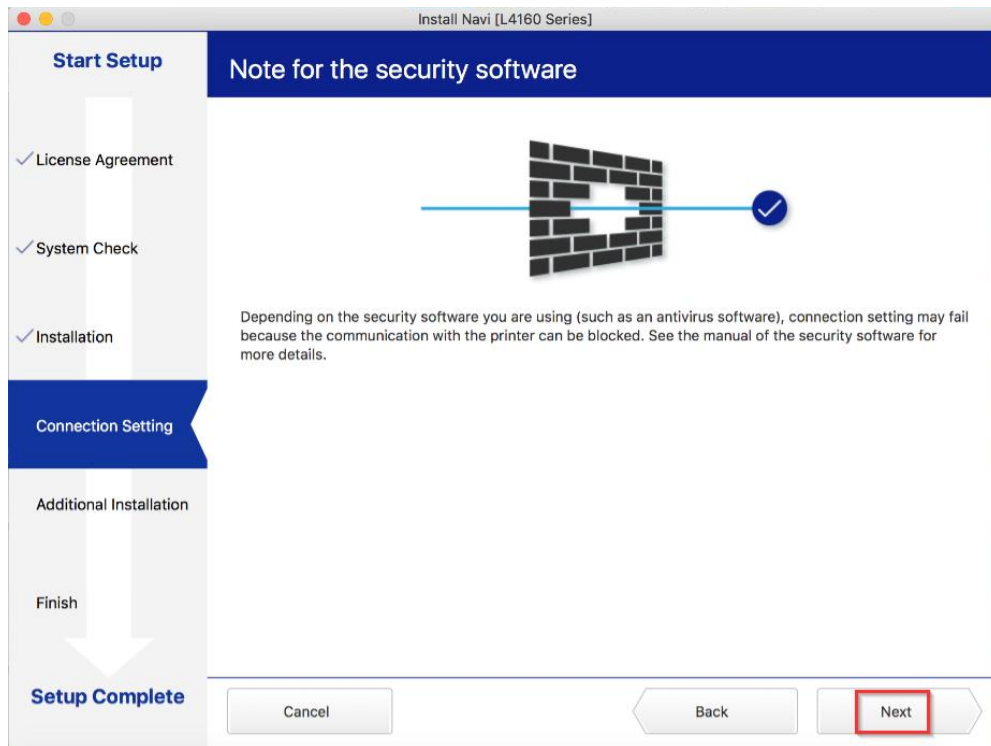 Install Navi [L4160 Series]
Start Setup
License Agreement
System Check
Installation
Connection Setting
Additional Installation
Finish
Setup Complete
Note for the security software
Depending on the security software you are using (such as an antivirus software), connection setting may fail
because the communication with the printer can be blocked. See the manual of the security software for
more details.
Cancel
Back
Next